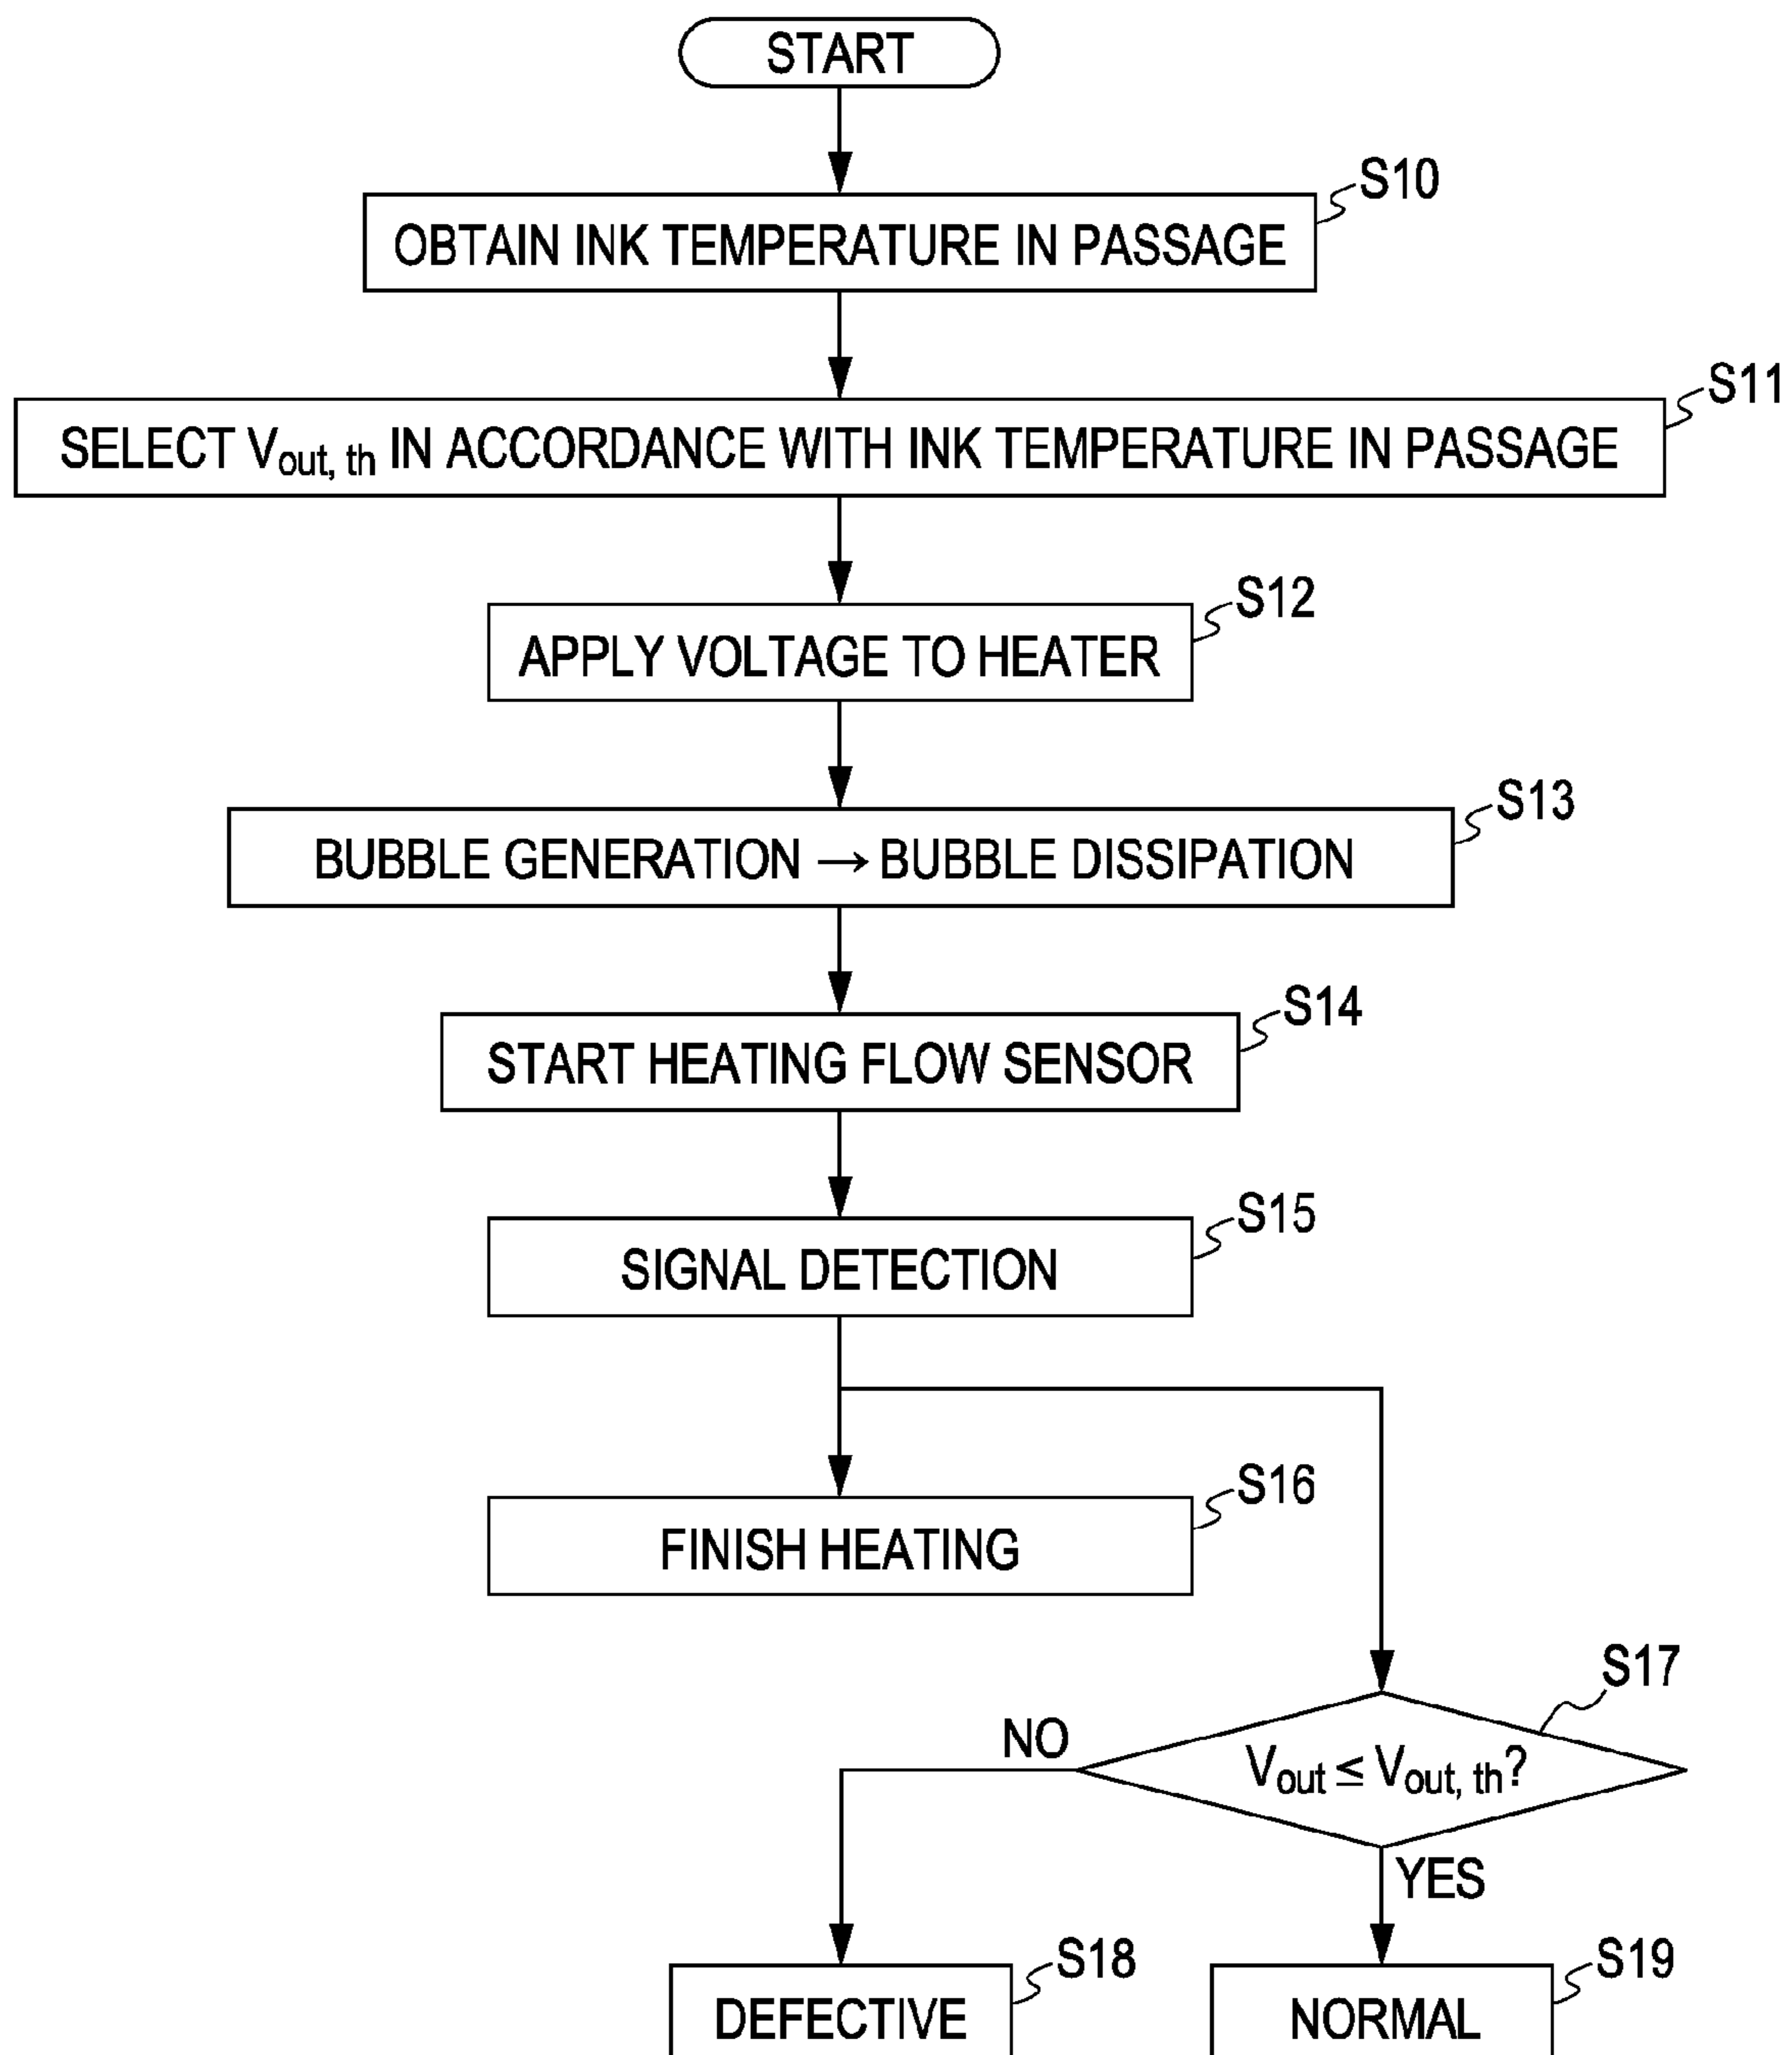 START
S10
OBTAIN INK TEMPERATURE IN PASSAGE
S11
SELECT Vout, th IN ACCORDANCE WITH INK TEMPERATURE IN PASSAGE
S12
APPLY VOLTAGE TO HEATER
S13
BUBBLE GENERATION → BUBBLE DISSIPATION
S14
START HEATING FLOW SENSOR
S15
SIGNAL DETECTION
S16
FINISH HEATING
S17
Vout ≤ Vout, th?
NO
YES
S18
DEFECTIVE
S19
NORMAL